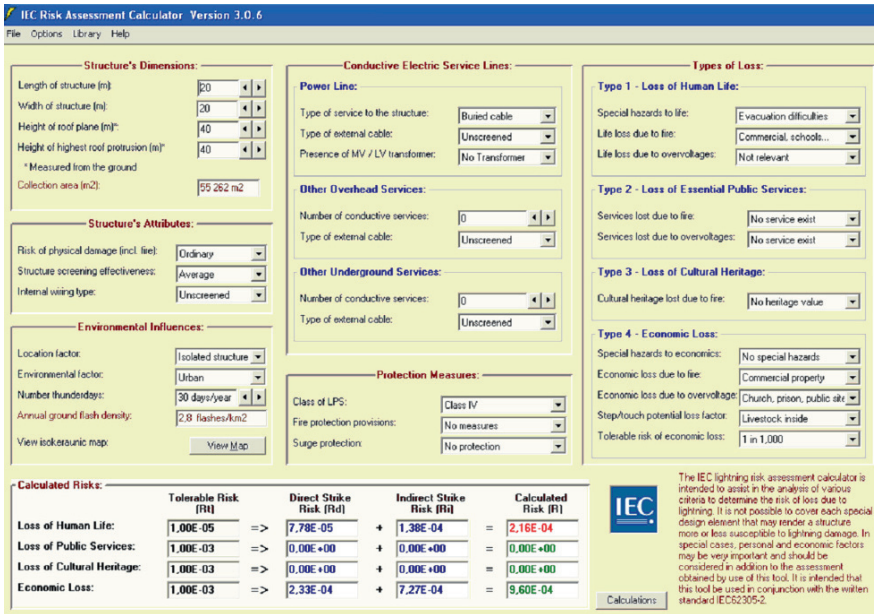 IEC Risk Assessment Calculator Version 3.0.6
File Options Library Help
Structure's Dimensions:
Length of structure (m): 20
Width of structure (m): 20
Height of roof plane (m)*: 40
Height of highest roof protrusion (m)* 40
* Measured from the ground
Collection area (m2): 55 262 m2
Structure's Attributes:
Risk of physical damage (incl. fire): Ordinary
Structure screening effectiveness: Average
Internal wiring type: Unscreened
Environmental Influences:
Location factor: Isolated structure
Environmental factor: Urban
Number thunderdays: 30 days/year
Annual ground flash density: 2,8 flashes/km2
View isokeraunic map: View Map
Conductive Electric Service Lines:
Power Line:
Type of service to the structure: Buried cable
Type of external cable: Unscreened
Presence of MV / LV transformer: No Transformer
Other Overhead Services:
Number of conductive services: 0
Type of external cable: Unscreened
Other Underground Services:
Number of conductive services: 0
Type of external cable: Unscreened
Protection Measures:
Class of LPS: Class IV
Fire protection provisions: No measures
Surge protection: No protection
Types of Loss:
Type 1 - Loss of Human Life:
Special hazards to life: Evacuation difficulties
Life loss due to fire: Commercial, schools...
Life loss due to overvoltages: Not relevant
Type 2 - Loss of Essential Public Services:
Services lost due to fire: No service exist
Services lost due to overvoltages: No service exist
Type 3 - Loss of Cultural Heritage:
Cultural heritage lost due to fire: No heritage value
Type 4 - Economic Loss:
Special hazards to economics: No special hazards
Economic loss due to fire: Commercial property
Economic loss due to overvoltage: Church, prison, public site
Step/touch potential loss factor: Livestock inside
Tolerable risk of economic loss: 1 in 1,000
Calculated Risks:
Tolerable Risk (Rt) Direct Strike Risk (Rd) Indirect Strike Risk (Ri) Calculated Risk (R)
Loss of Human Life: 1,00E-05 => 7,78E-05 + 1,38E-04 = 2,16E-04
Loss of Public Services: 1,00E-03 => 0,00E+00 + 0,00E+00 = 0,00E+00
Loss of Cultural Heritage: 1,00E-03 => 0,00E+00 + 0,00E+00 = 0,00E+00
Economic Loss: 1,00E-03 => 2,33E-04 + 7,27E-04 = 9,60E-04
IEC
Calculations
The IEC lightning risk assessment calculator is
intended to assist in the analysis of various
criteria to determine the risk of loss due to
lightning. It is not possible to cover each special
design element that may render a structure
more or less susceptible to lightning damage. In
special cases, personal and economic factors
may be very important and should be
considered in addition to the assessment
obtained by use of this tool. It is intended that
this tool be used in conjunction with the written
standard IEC62305-2.